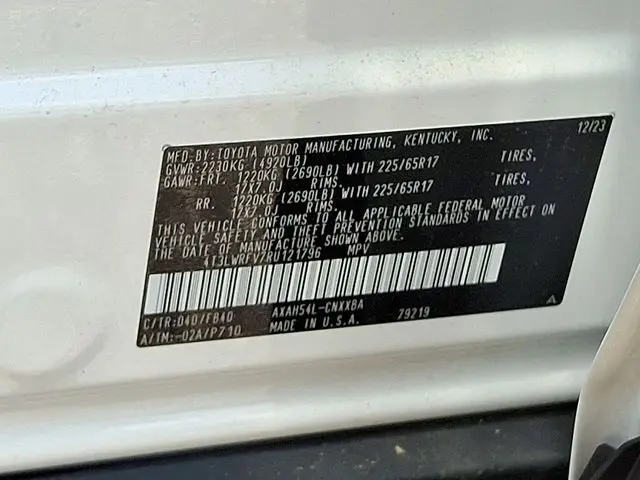 MFD.BY:TOYOTA MOTOR MANUFACTURING, KENTUCKY, INC. 12/23
GVWR:2230KG (4920LB)
GAWR:FRT. 1220KG (2690LB) WITH 225/65R17 TIRES,
17X7.0J RIMS.
RR. 1220KG (2690LB) WITH 225/65R17 TIRES,
17X7.0J RIMS.
THIS VEHICLE CONFORMS TO ALL APPLICABLE FEDERAL MOTOR
VEHICLE SAFETY AND THEFT PREVENTION STANDARDS IN EFFECT ON
THE DATE OF MANUFACTURE SHOWN ABOVE.
4T3LWRFV7RU121796 MPV
C/TR:040/FB40 AXAH54L-CNXXBA
A/TM:-02A/P710 MADE IN U.S.A. 79219 A